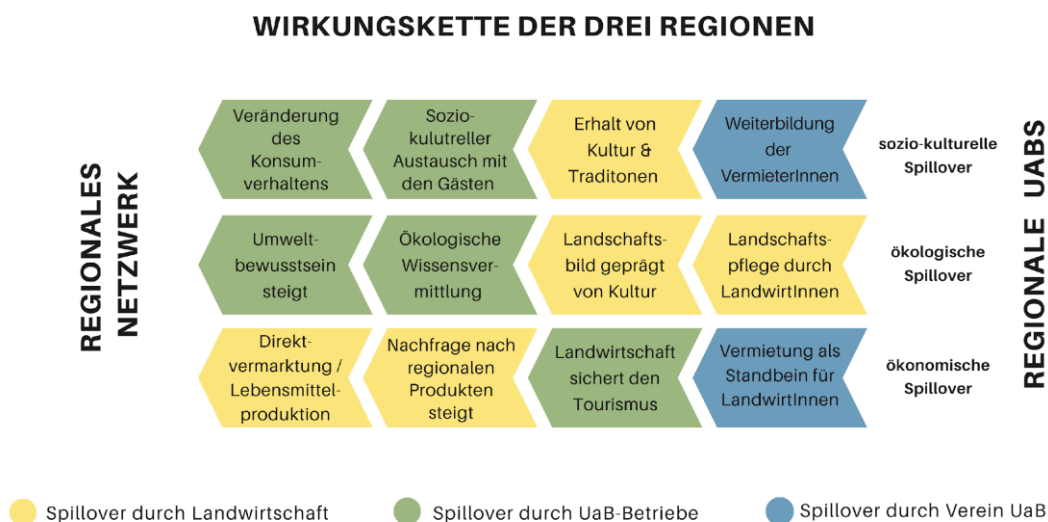 WIRKUNGSKETTE DER DREI REGIONEN
REGIONALES
NETZWERK
Veränderung
des
Konsum-
verhaltens
Sozio-
kulutreller
Austausch mit
den Gästen
Erhalt von
Kultur &
Traditonen
Weiterbildung
der
VermieterInnen
sozio-kulturelle
Spillover
Umwelt-
bewusstsein
steigt
Ökologische
Wissensver-
mittlung
Landschafts-
bild geprägt
von Kultur
Landschafts-
pflege durch
LandwirtInnen
ökologische
Spillover
Direkt-
vermarktung /
Lebensmittel-
produktion
Nachfrage nach
regionalen
Produkten
steigt
Landwirtschaft
sichert den
Tourismus
Vermietung als
Standbein für
LandwirtInnen
ökonomische
Spillover
REGIONALE UABS
Spillover durch Landwirtschaft
Spillover durch UaB-Betriebe
Spillover durch Verein UaB